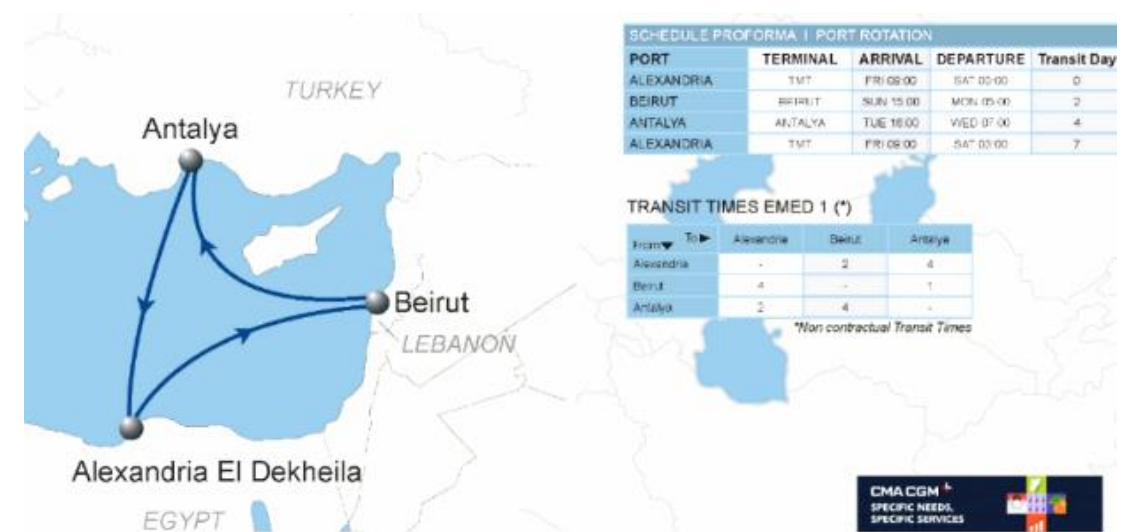 TURKEY
Antalya
Beirut
LEBANON
Alexandria El Dekheila
EGYPT
SCHEDULE PROFORMA I PORT ROTATION
PORT TERMINAL ARRIVAL DEPARTURE Transit Day
ALEXANDRIA TMT FRI 09:00 SAT 03:00 0
BEIRUT BEIRUT SUN 15:00 MON 05:00 2
ANTALYA ANTALYA TUE 16:00 WED 07:00 4
ALEXANDRIA TMT FRI 09:00 SAT 03:00 7
TRANSIT TIMES EMED 1 (*)
From▼ To► Alexandria Beirut Antalya
Alexandria - 2 4
Beirut 4 - 1
Antalya 2 4 -
*Non contractual Transit Times
CMA CGM
SPECIFIC NEEDS,
SPECIFIC SERVICES